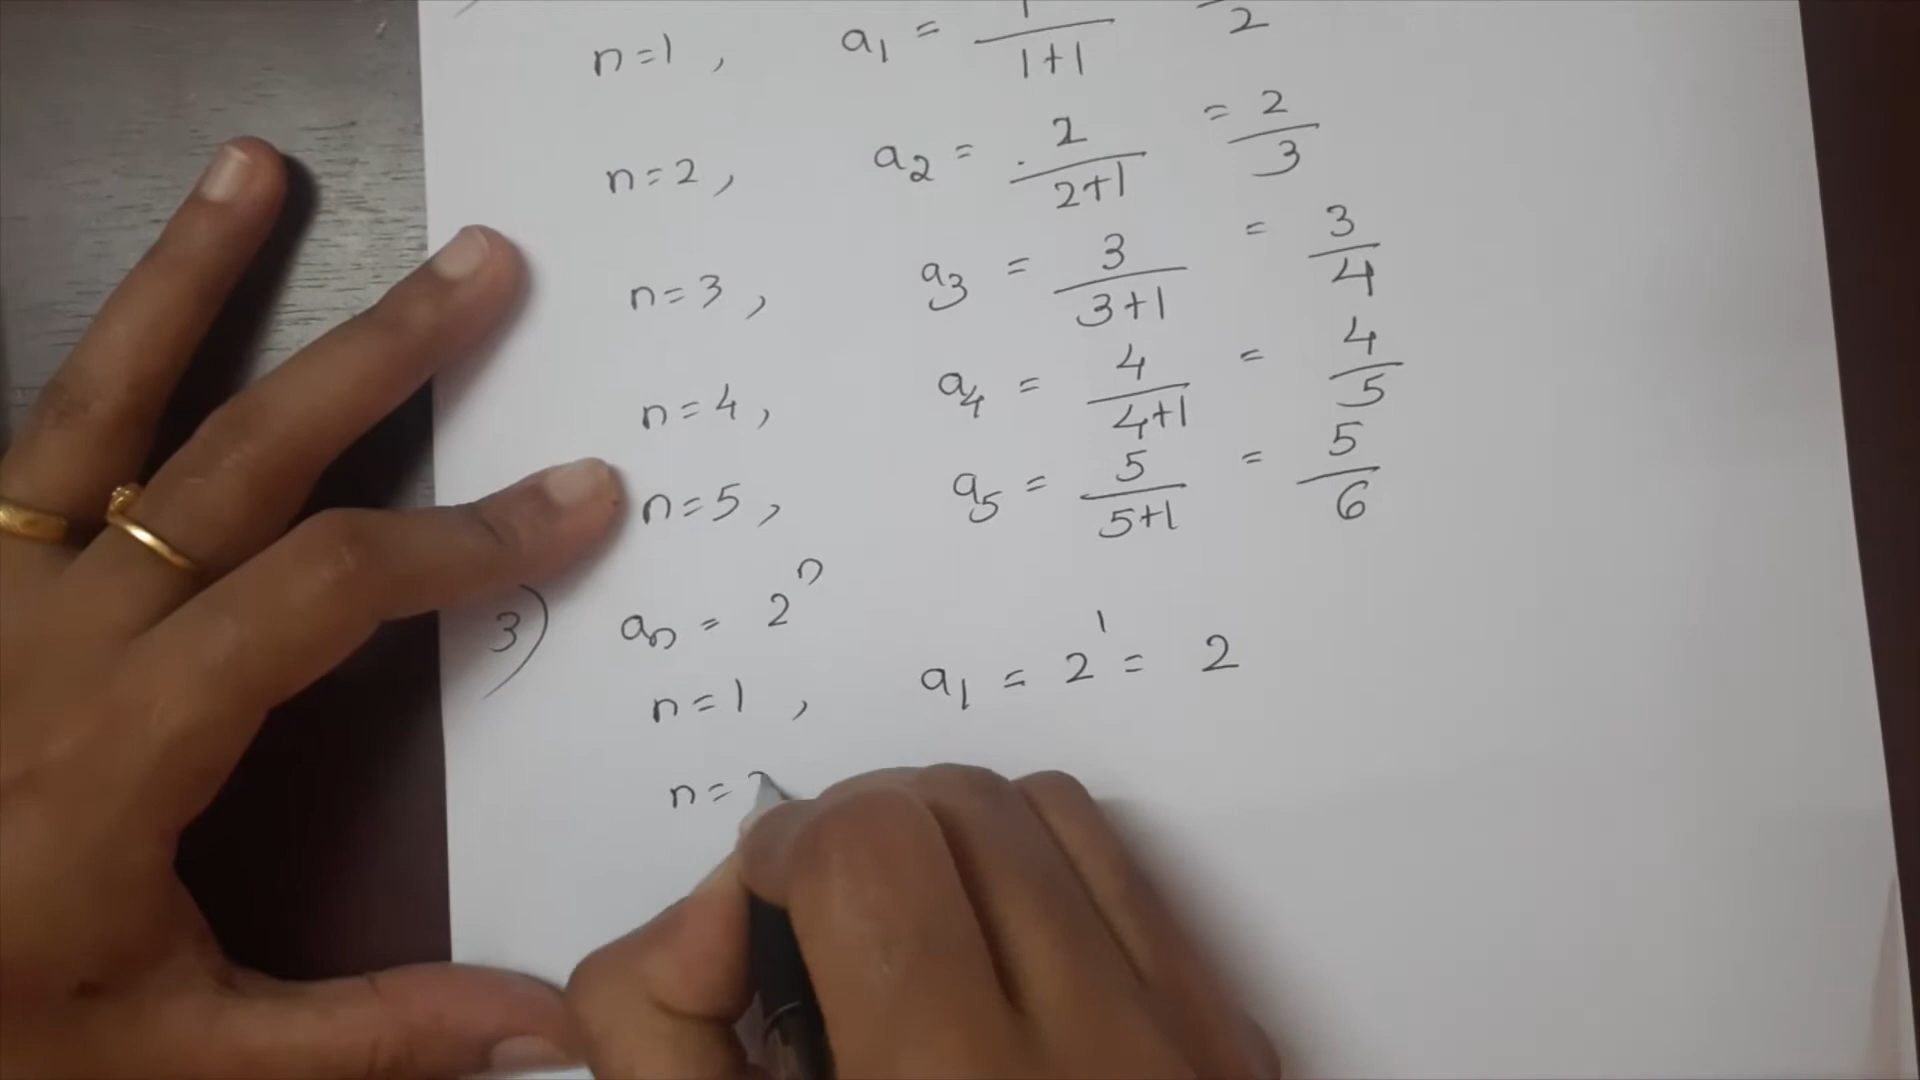 n=1 , a1 = 1/1+1 2
n=2 , a2 = 2/2+1 = 2/3
n=3 , a3 = 3/3+1 = 3/4
n=4 , a4 = 4/4+1 = 4/5
n=5 , a5 = 5/5+1 = 5/6
3) an = 2^n
n=1 , a1 = 2^1 = 2
n=